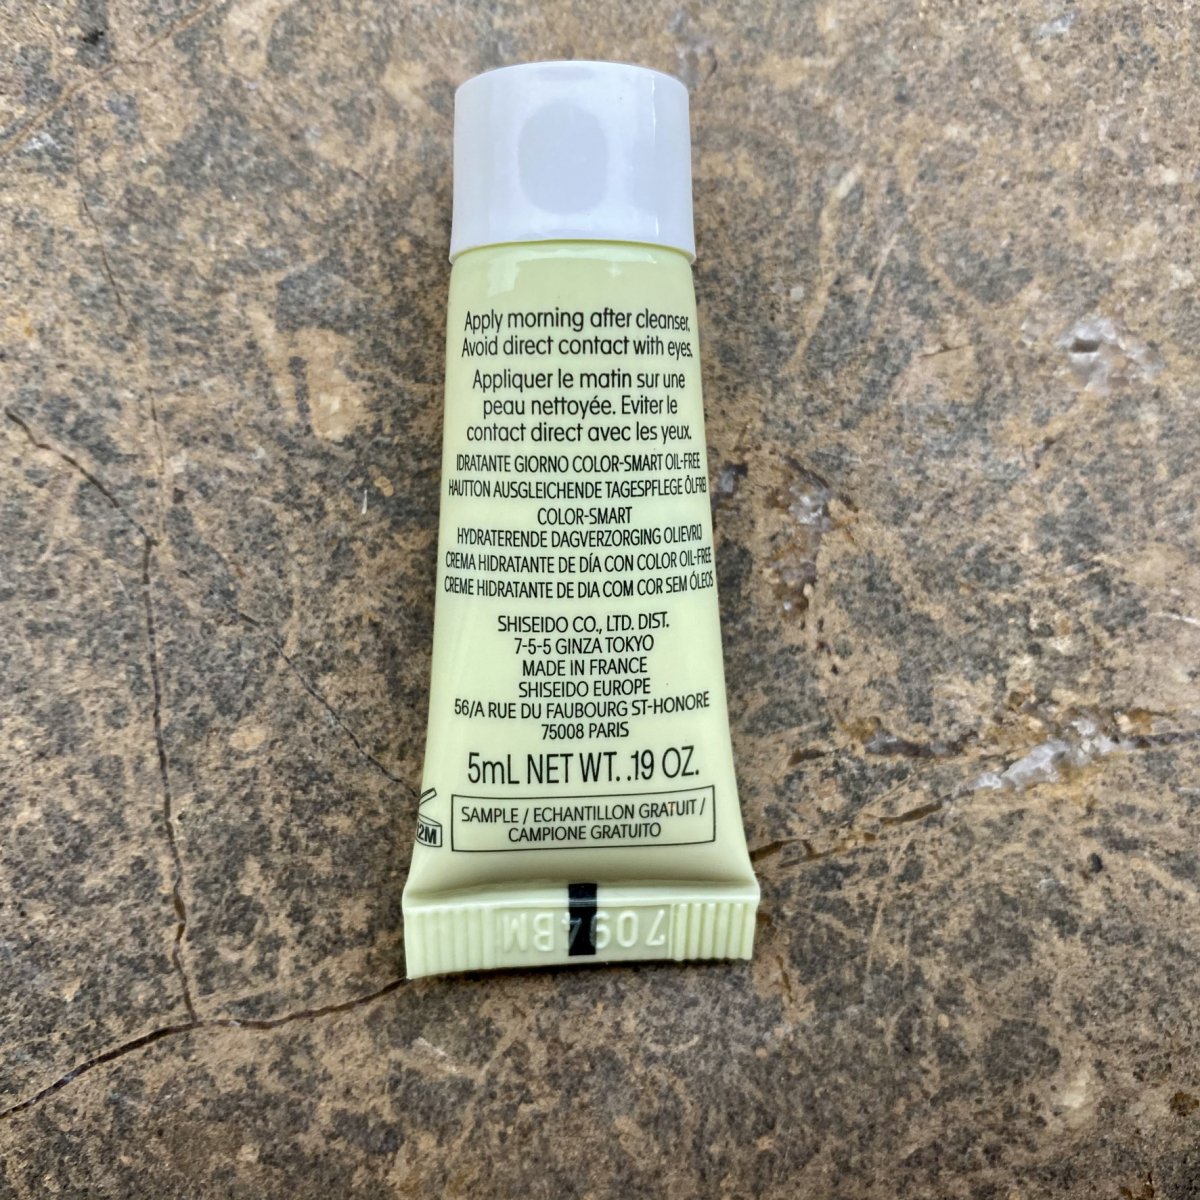 Apply morning after cleanser.
Avoid direct contact with eyes.
Appliquer le matin sur une
peau nettoyée. Eviter le
contact direct avec les yeux.
IDRATANTE GIORNO COLOR-SMART OIL-FREE
HAUTTON AUSGLEICHENDE TAGESPFLEGE ÖLFREI
COLOR-SMART
HYDRATERENDE DAGVERZORGING OLIEVRIJ
CREMA HIDRATANTE DE DÍA CON COLOR OIL-FREE
CREME HIDRATANTE DE DIA COM COR SEM ÓLEOS
SHISEIDO CO., LTD. DIST.
7-5-5 GINZA TOKYO
MADE IN FRANCE
SHISEIDO EUROPE
56/A RUE DU FAUBOURG ST-HONORE
75008 PARIS
5mL NET WT. .19 OZ.
12M
SAMPLE / ECHANTILLON GRATUIT /
CAMPIONE GRATUITO
7094BM